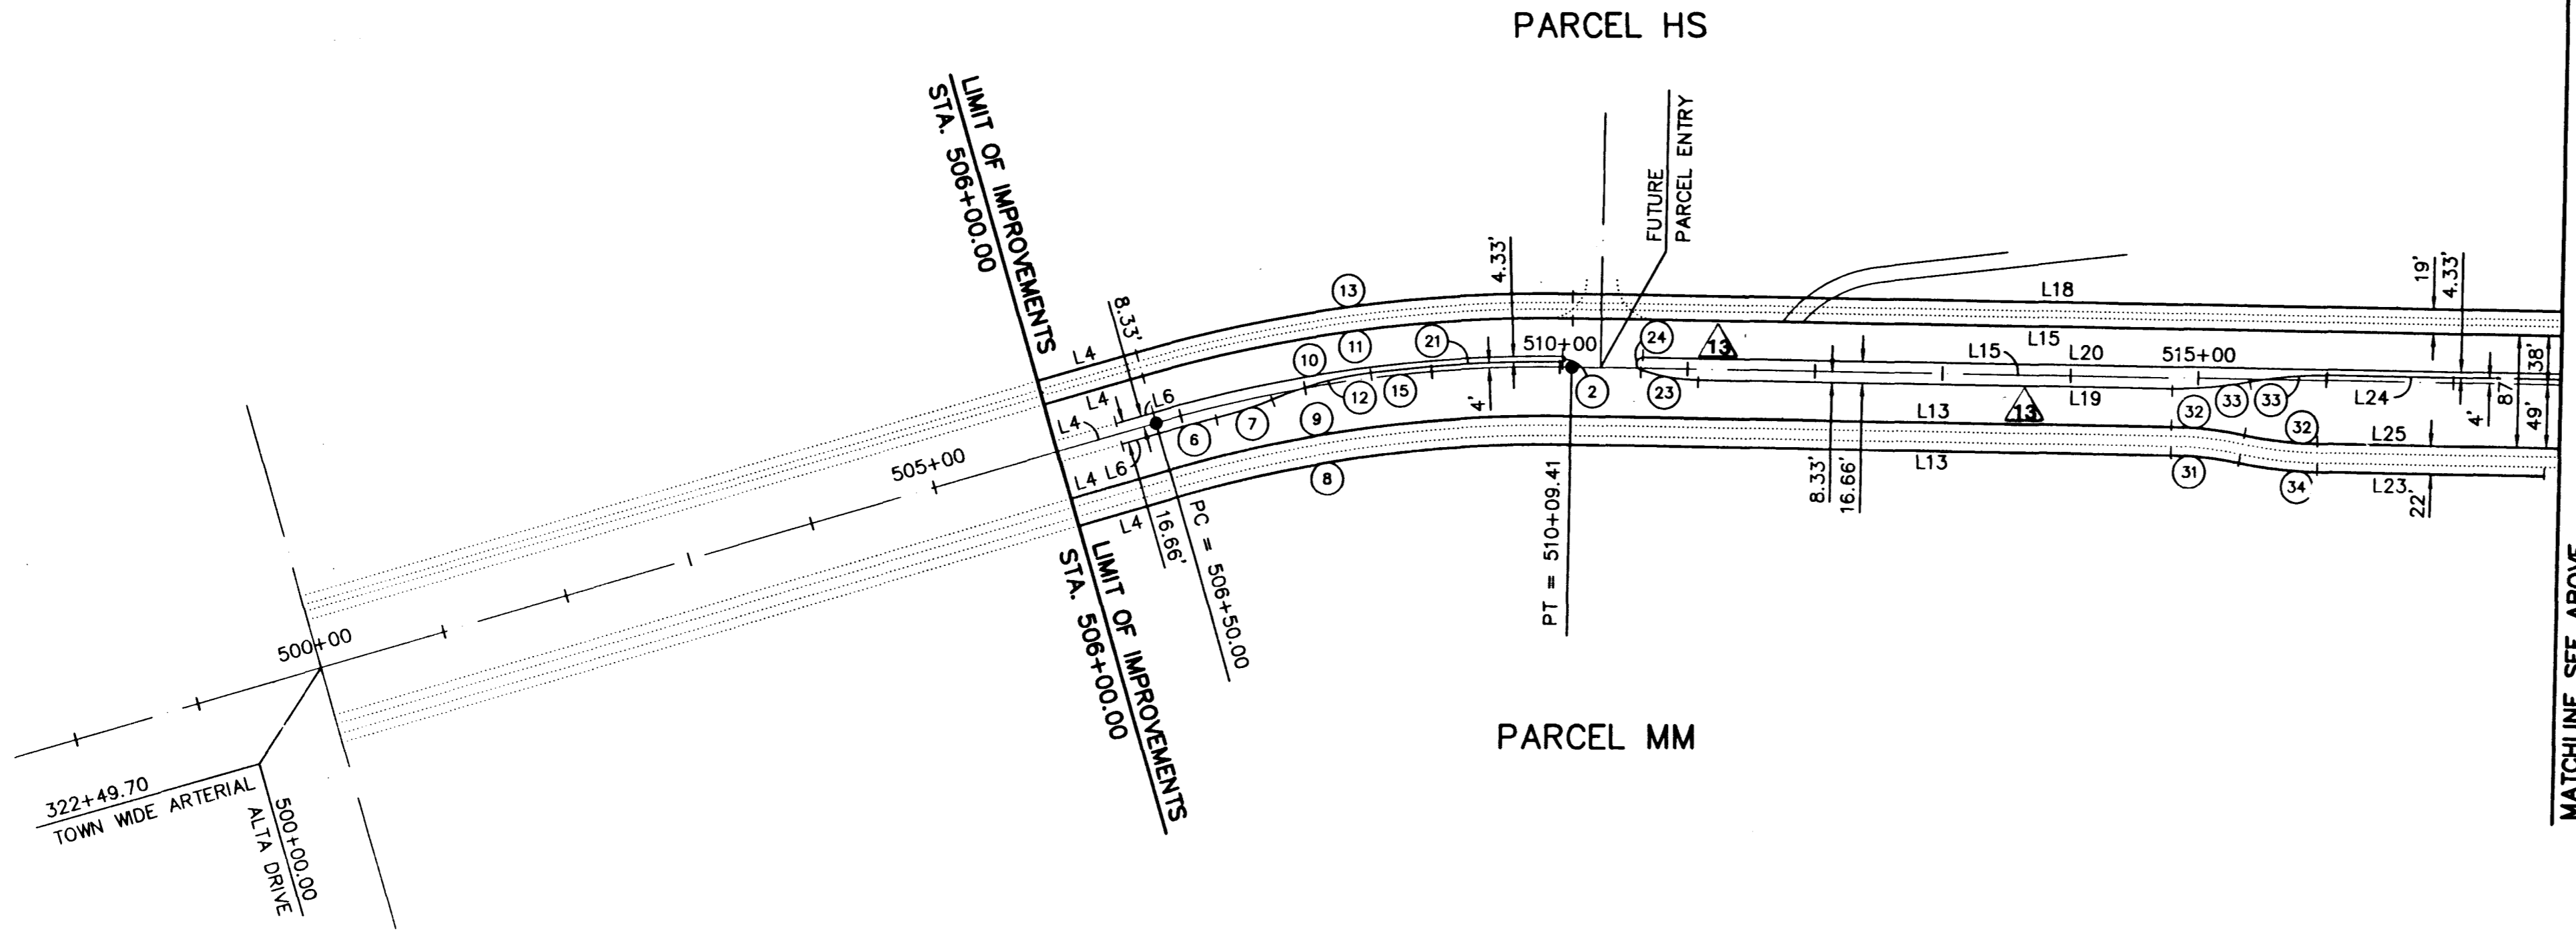 PARCEL HS
LIMIT OF IMPROVEMENTS
STA. 506+00.00
FUTURE
PARCEL ENTRY
8.33'
13
4.33'
L18
19'
4.33'
L4
10
11
21
510+00
24
13
L15
L15
L20
515+00
38'
L4
L6
L4
12
15
4'
2
23
L19
13
32
33
33
L24
4'
87'
49'
505+00
L4
L6
6
7
9
L13
32
L25
L4
16.66'
PC = 506+50.00
8
PT = 510+09.41
8.33'
16.66'
L13
31
34
L23
22'
LIMIT OF IMPROVEMENTS
STA. 506+00.00
500+00
PARCEL MM
MATCHLINE SEE ABOVE
322+49.70
TOWN WIDE ARTERIAL
500+00.00
ALTA DRIVE